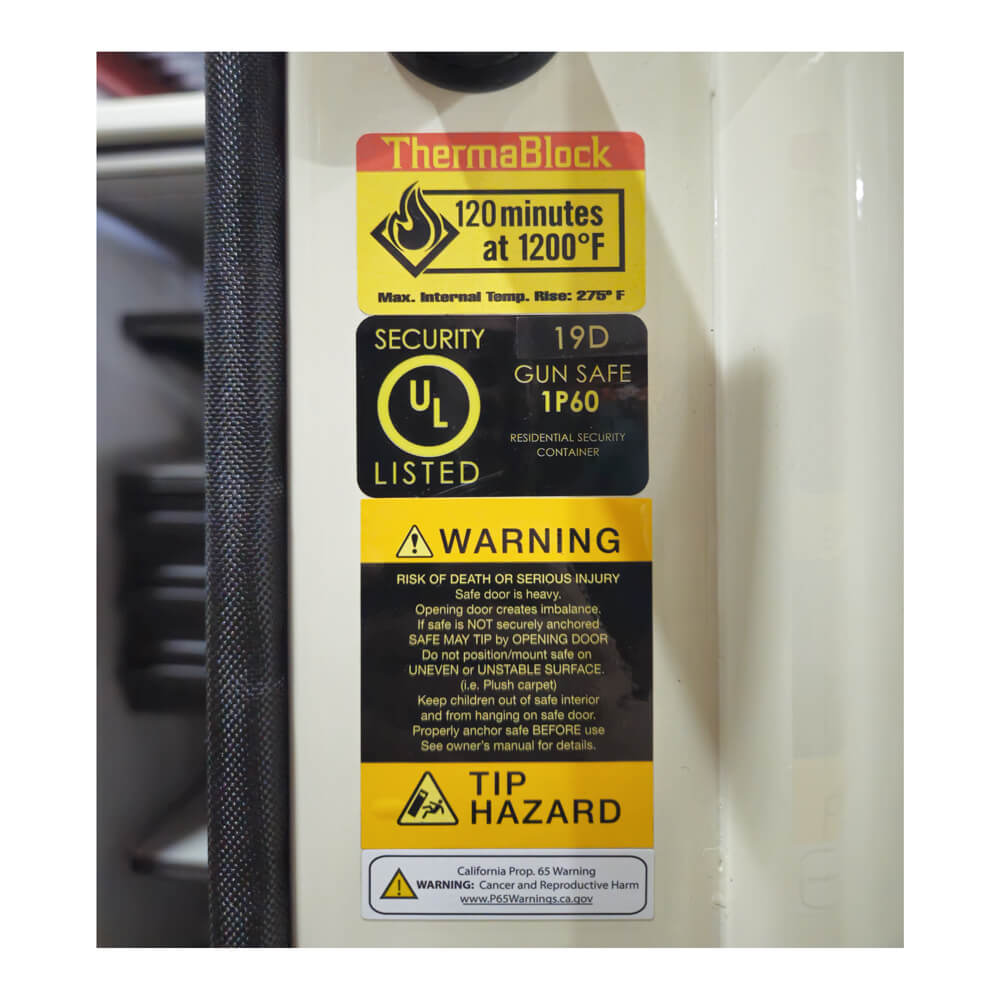 ThermaBlock
120 minutes
at 1200°F
Max. Internal Temp. Rise: 275° F
SECURITY
UL
LISTED
19D
GUN SAFE
1P60
RESIDENTIAL SECURITY
CONTAINER
WARNING
RISK OF DEATH OR SERIOUS INJURY
Safe door is heavy.
Opening door creates imbalance.
If safe is NOT securely anchored
SAFE MAY TIP by OPENING DOOR
Do not position/mount safe on
UNEVEN or UNSTABLE SURFACE.
(i.e. Plush carpet)
Keep children out of safe interior
and from hanging on safe door.
Properly anchor safe BEFORE use
See owner's manual for details.
TIP
HAZARD
California Prop. 65 Warning
WARNING: Cancer and Reproductive Harm
www.P65Warnings.ca.gov